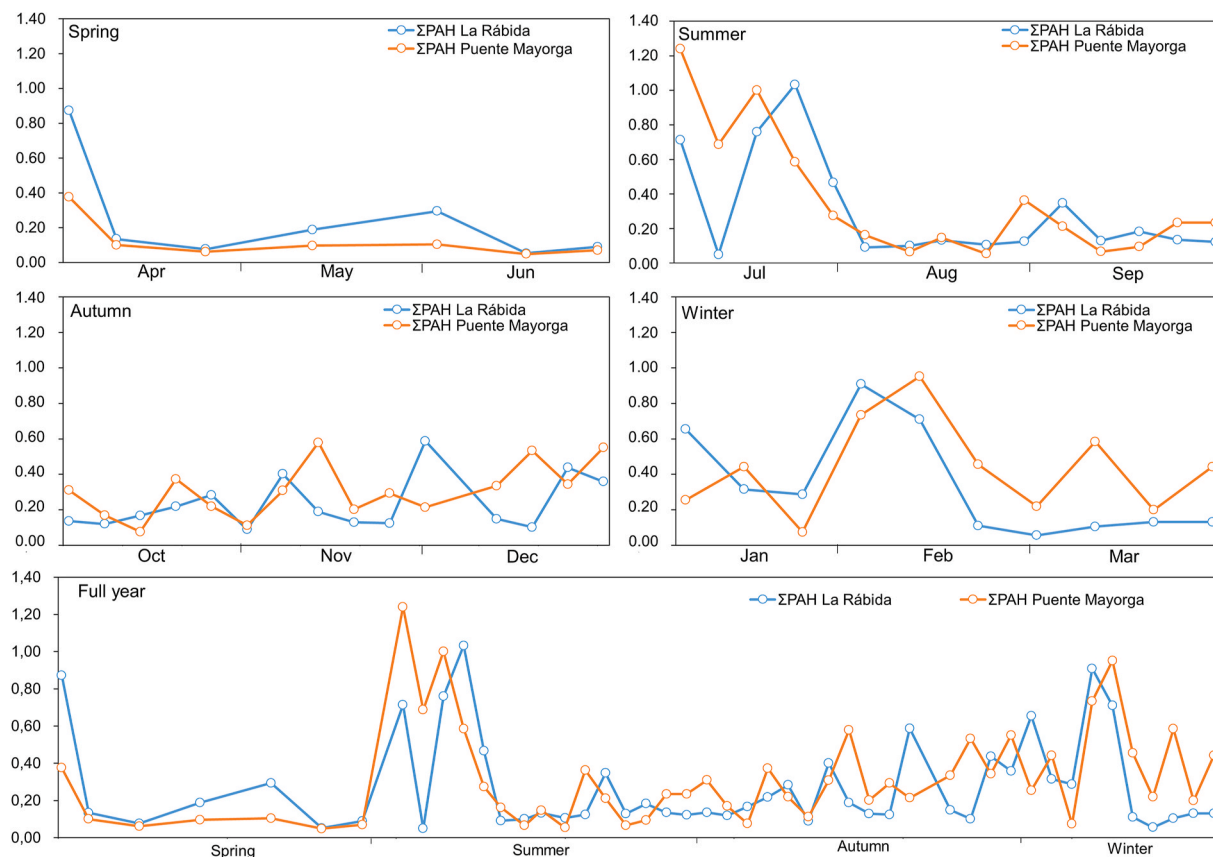 Spring
ΣPAH La Rábida
ΣPAH Puente Mayorga
1.40
1.20
1.00
0.80
0.60
0.40
0.20
0.00
Apr May Jun
Summer
ΣPAH La Rábida
ΣPAH Puente Mayorga
1.40
1.20
1.00
0.80
0.60
0.40
0.20
0.00
Jul Aug Sep
Autumn
ΣPAH La Rábida
ΣPAH Puente Mayorga
1.40
1.20
1.00
0.80
0.60
0.40
0.20
0.00
Oct Nov Dec
Winter
ΣPAH La Rábida
ΣPAH Puente Mayorga
1.40
1.20
1.00
0.80
0.60
0.40
0.20
0.00
Jan Feb Mar
Full year
ΣPAH La Rábida ΣPAH Puente Mayorga
1,40
1,20
1,00
0,80
0,60
0,40
0,20
0,00
Spring Summer Autumn Winter